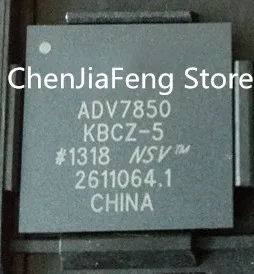 ChenJiaFeng Store
ADV7850
KBCZ-5
#1318 NSV™
2611064.1
CHINA